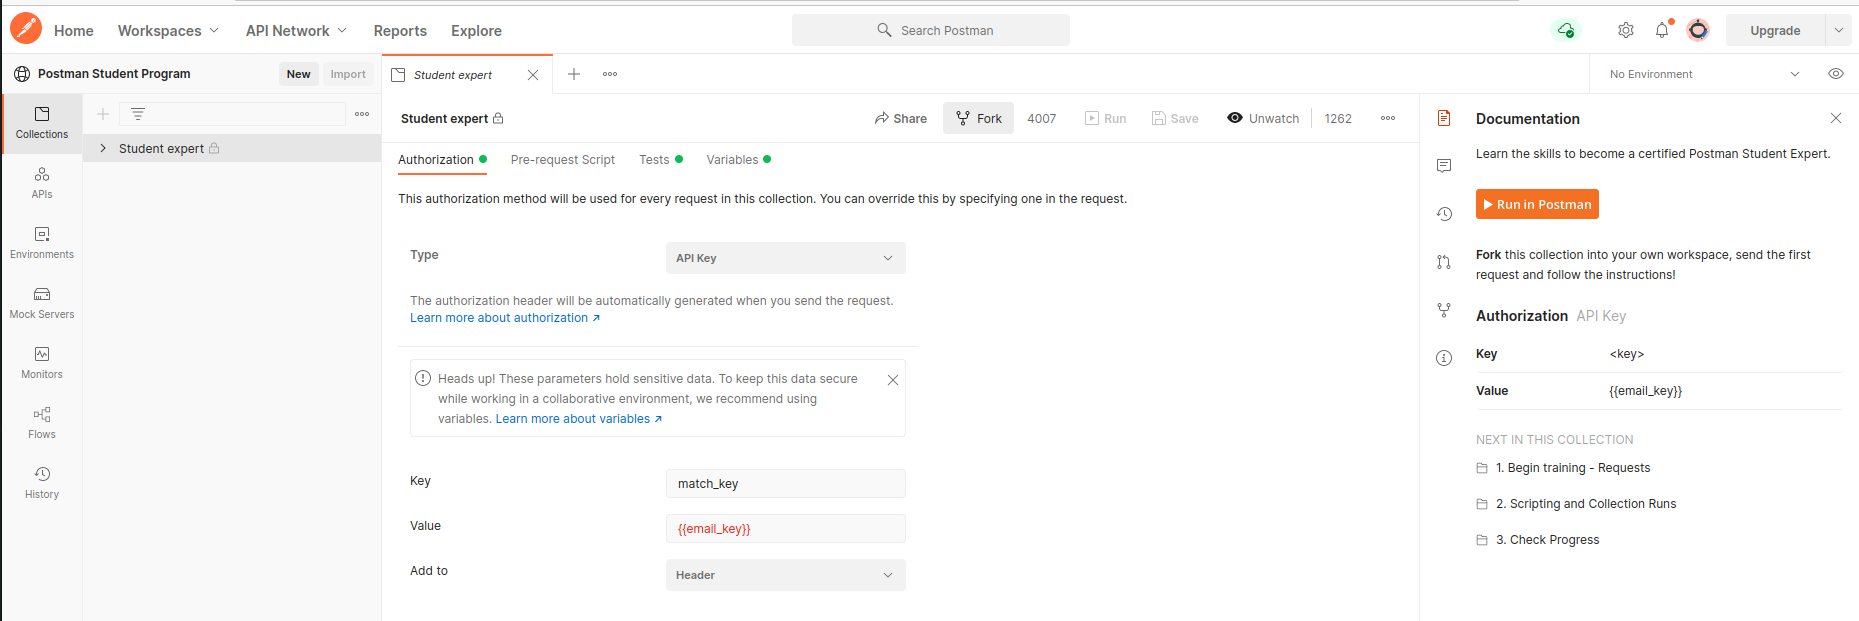 Home
Workspaces
API Network
Reports
Explore
Search Postman
Upgrade
Postman Student Program
New
Import
Student expert
No Environment
Collections
APIs
Environments
Mock Servers
Monitors
Flows
History
Student expert
Student expert
Share
Fork
4007
Run
Save
Unwatch
1262
Authorization
Pre-request Script
Tests
Variables
This authorization method will be used for every request in this collection. You can override this by specifying one in the request.
Type
API Key
The authorization header will be automatically generated when you send the request.
Learn more about authorization ↗
Heads up! These parameters hold sensitive data. To keep this data secure
while working in a collaborative environment, we recommend using
variables. Learn more about variables ↗
Key
match_key
Value
{{email_key}}
Add to
Header
Documentation
Learn the skills to become a certified Postman Student Expert.
Run in Postman
Fork this collection into your own workspace, send the first
request and follow the instructions!
Authorization API Key
Key
<key>
Value
{{email_key}}
NEXT IN THIS COLLECTION
1. Begin training - Requests
2. Scripting and Collection Runs
3. Check Progress